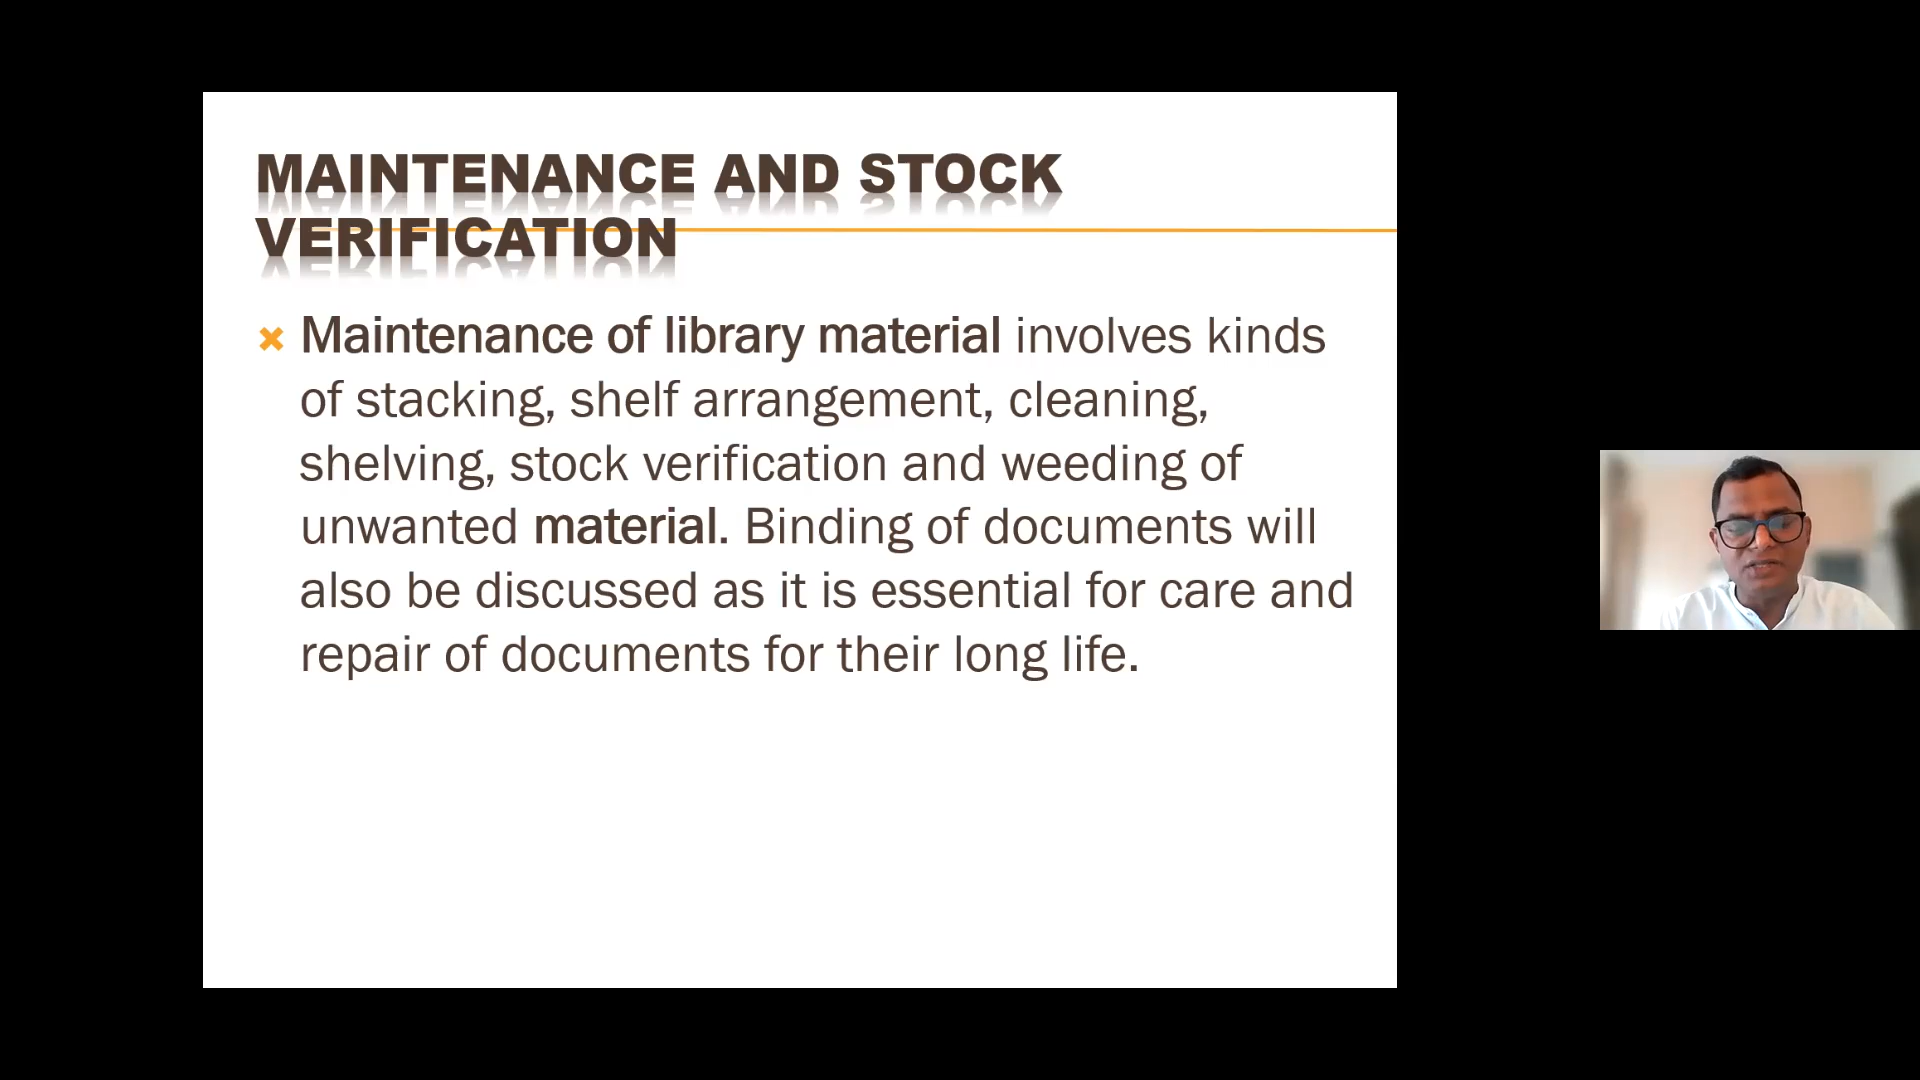 MAINTENANCE AND STOCK
VERIFICATION
Maintenance of library material involves kinds
of stacking, shelf arrangement, cleaning,
shelving, stock verification and weeding of
unwanted material. Binding of documents will
also be discussed as it is essential for care and
repair of documents for their long life.